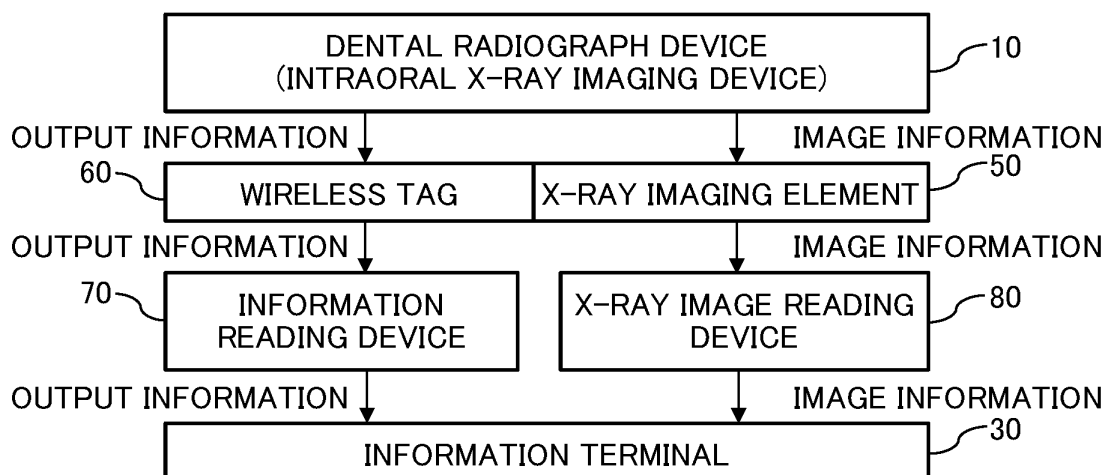 DENTAL RADIOGRAPH DEVICE
(INTRAORAL X-RAY IMAGING DEVICE)
10
OUTPUT INFORMATION
IMAGE INFORMATION
60
WIRELESS TAG
X-RAY IMAGING ELEMENT
50
OUTPUT INFORMATION
IMAGE INFORMATION
70
INFORMATION
READING DEVICE
X-RAY IMAGE READING
DEVICE
80
OUTPUT INFORMATION
IMAGE INFORMATION
INFORMATION TERMINAL
30